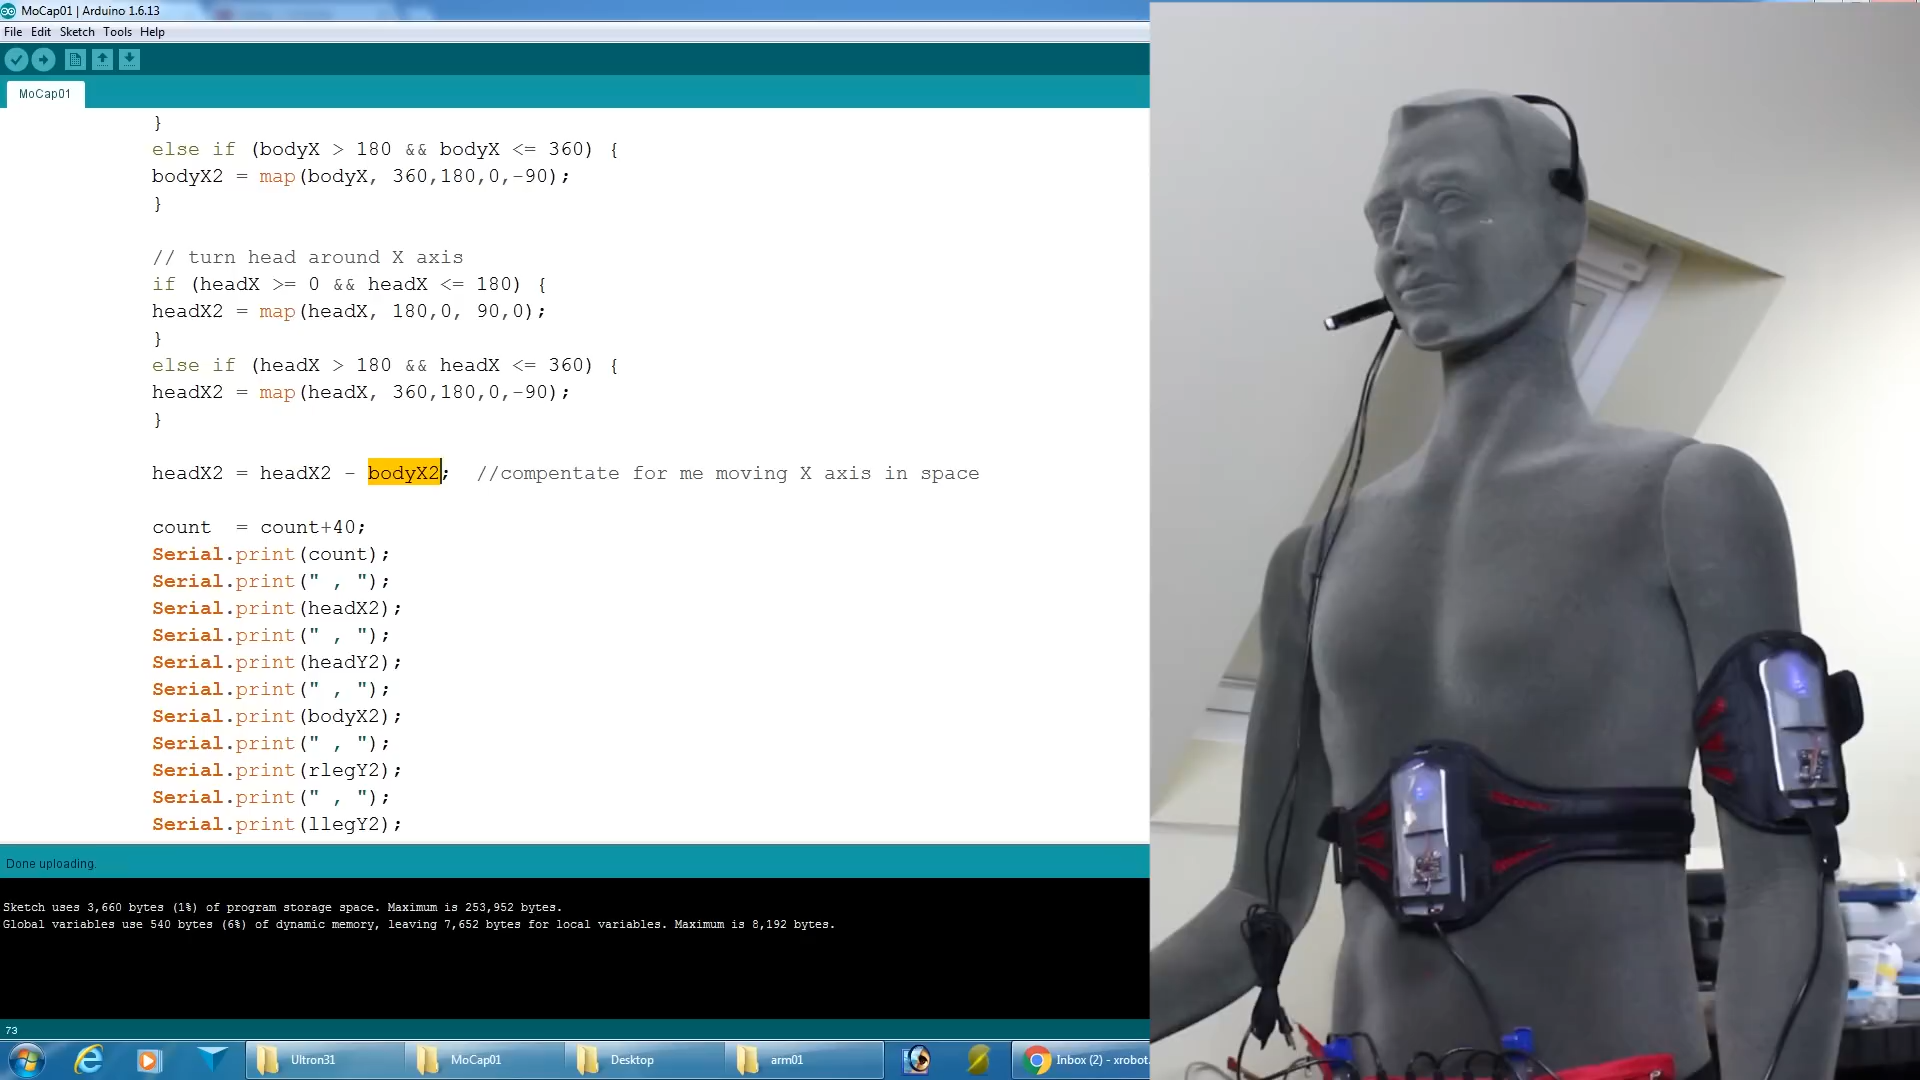 MoCap01 | Arduino 1.6.13
File Edit Sketch Tools Help
MoCap01
}
else if (bodyX > 180 && bodyX <= 360) {
bodyX2 = map(bodyX, 360,180,0,-90);
}
// turn head around X axis
if (headX >= 0 && headX <= 180) {
headX2 = map(headX, 180,0, 90,0);
}
else if (headX > 180 && headX <= 360) {
headX2 = map(headX, 360,180,0,-90);
}
headX2 = headX2 - bodyX2; //compentate for me moving X axis in space
count = count+40;
Serial.print(count);
Serial.print(" , ");
Serial.print(headX2);
Serial.print(" , ");
Serial.print(headY2);
Serial.print(" , ");
Serial.print(bodyX2);
Serial.print(" , ");
Serial.print(rlegY2);
Serial.print(" , ");
Serial.print(llegY2);
Done uploading.
Sketch uses 3,660 bytes (1%) of program storage space. Maximum is 253,952 bytes.
Global variables use 540 bytes (6%) of dynamic memory, leaving 7,652 bytes for local variables. Maximum is 8,192 bytes.
73
Ultron31 MoCap01 Desktop arm01 Inbox (2) - xrobot